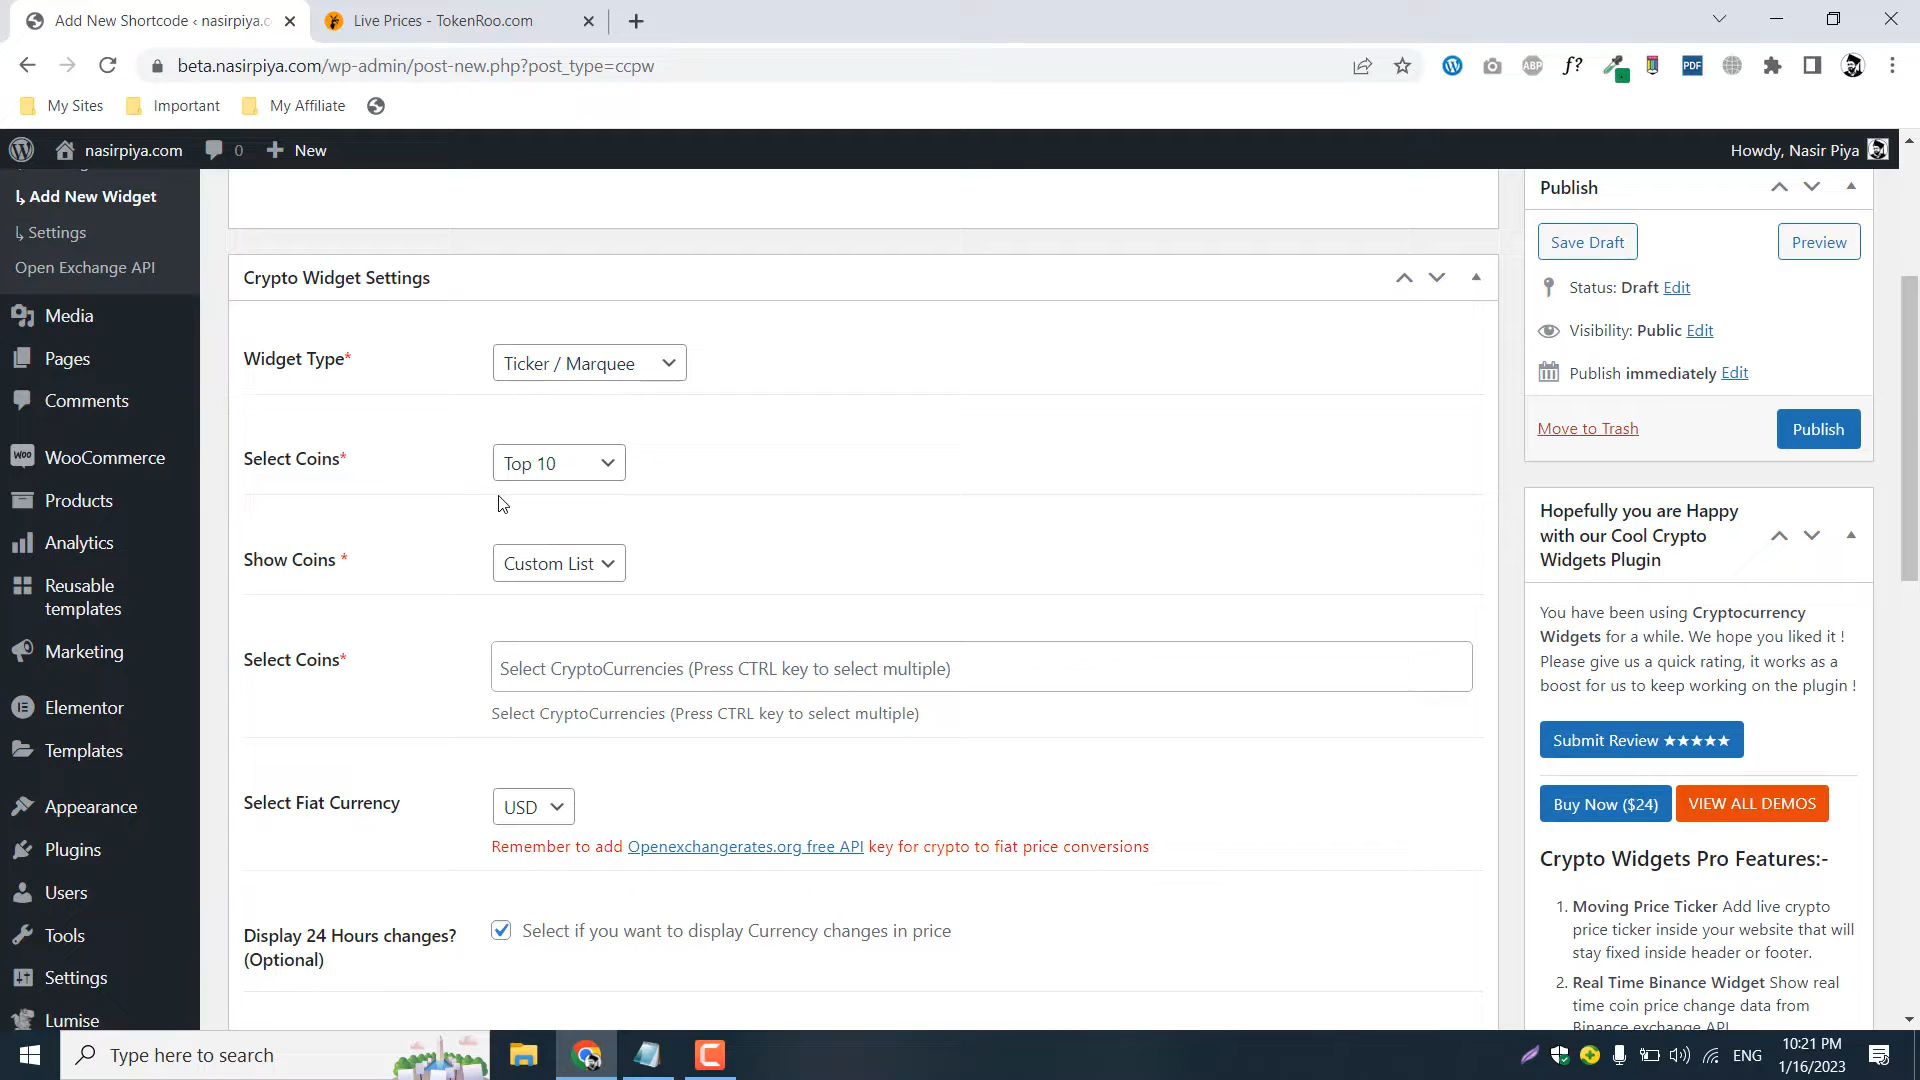 Add New Shortcode ‹ nasirpiya.c
Live Prices - TokenRoo.com
beta.nasirpiya.com/wp-admin/post-new.php?post_type=ccpw
ABP
f?
PDF
My Sites
Important
My Affiliate
nasirpiya.com
0
New
Howdy, Nasir Piya
Add New Widget
Settings
Open Exchange API
Media
Pages
Comments
WooCommerce
Products
Analytics
Reusable
templates
Marketing
Elementor
Templates
Appearance
Plugins
Users
Tools
Settings
Lumise
Crypto Widget Settings
Widget Type*
Ticker / Marquee
Select Coins*
Top 10
Show Coins *
Custom List
Select Coins*
Select CryptoCurrencies (Press CTRL key to select multiple)
Select CryptoCurrencies (Press CTRL key to select multiple)
Select Fiat Currency
USD
Remember to add Openexchangerates.org free API key for crypto to fiat price conversions
Display 24 Hours changes?
(Optional)
Select if you want to display Currency changes in price
Publish
Save Draft
Preview
Status: Draft Edit
Visibility: Public Edit
Publish immediately Edit
Move to Trash
Publish
Hopefully you are Happy
with our Cool Crypto
Widgets Plugin
You have been using Cryptocurrency
Widgets for a while. We hope you liked it !
Please give us a quick rating, it works as a
boost for us to keep working on the plugin !
Submit Review ★★★★★
Buy Now ($24)
VIEW ALL DEMOS
Crypto Widgets Pro Features:-
1. Moving Price Ticker Add live crypto
price ticker inside your website that will
stay fixed inside header or footer.
2. Real Time Binance Widget Show real
time coin price change data from
Binance exchange API
Type here to search
ENG
10:21 PM
1/16/2023